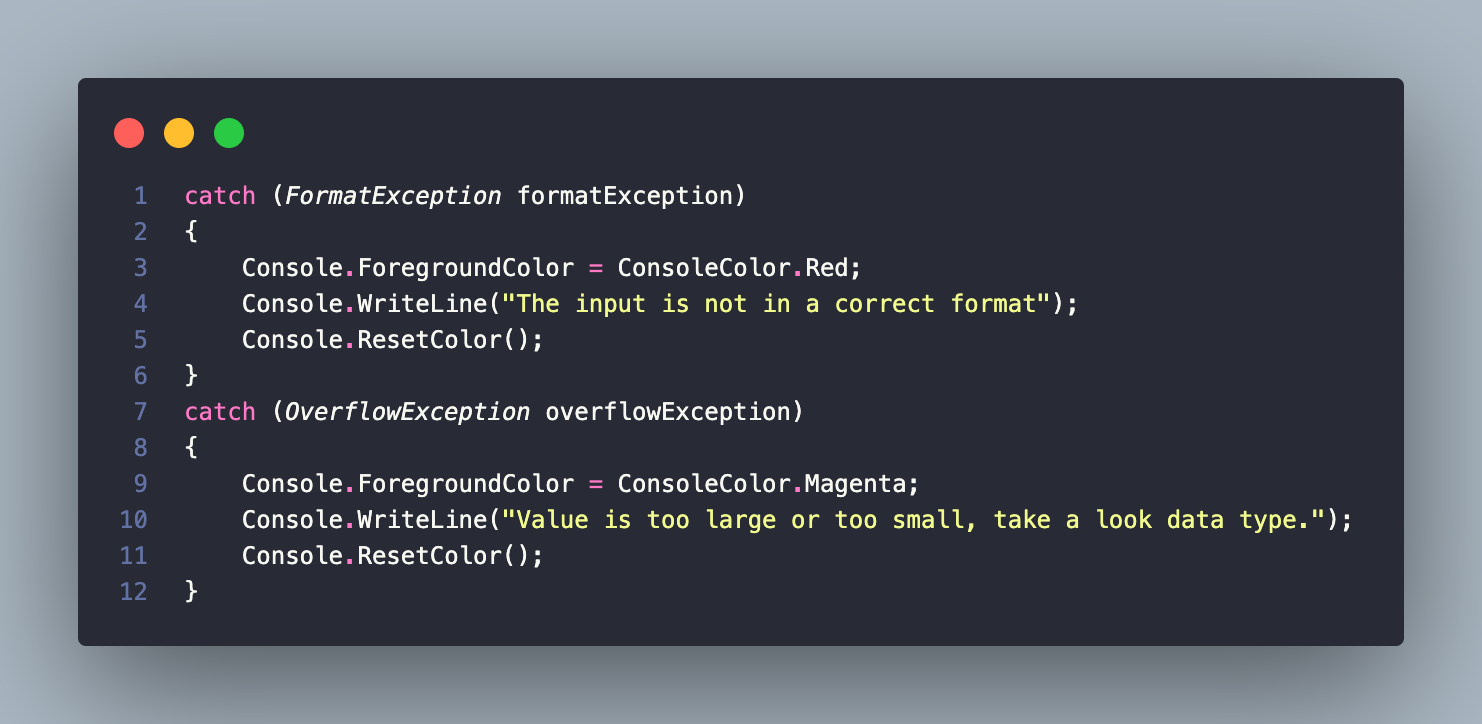 1 catch (FormatException formatException)
2 {
3     Console.ForegroundColor = ConsoleColor.Red;
4     Console.WriteLine("The input is not in a correct format");
5     Console.ResetColor();
6 }
7 catch (OverflowException overflowException)
8 {
9     Console.ForegroundColor = ConsoleColor.Magenta;
10     Console.WriteLine("Value is too large or too small, take a look data type.");
11     Console.ResetColor();
12 }